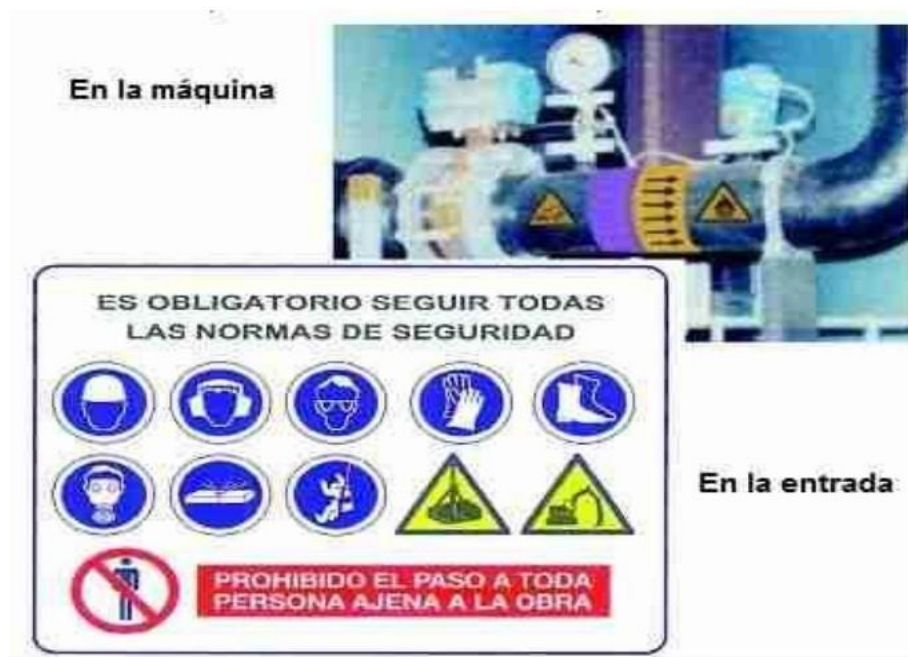 En la máquina
ES OBLIGATORIO SEGUIR TODAS
LAS NORMAS DE SEGURIDAD
En la entrada
PROHIBIDO EL PASO A TODA
PERSONA AJENA A LA OBRA